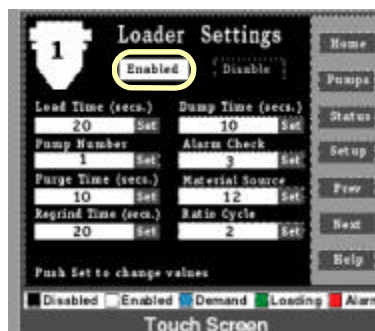 1
Loader Settings
Enabled
Disable
Load Time (secs.)
Dump Time (secs.)
20 Set
10 Set
Pump Number
Alarm Check
1 Set
3 Set
Purge Time (secs.)
Material Source
10 Set
12 Set
Regrind Time (secs.)
Ratio Cycle
20 Set
2 Set
Push Set to change values
Home
Pumps
Status
Setup
Prev
Next
Help
Disabled Enabled Demand Loading Alarm
Touch Screen